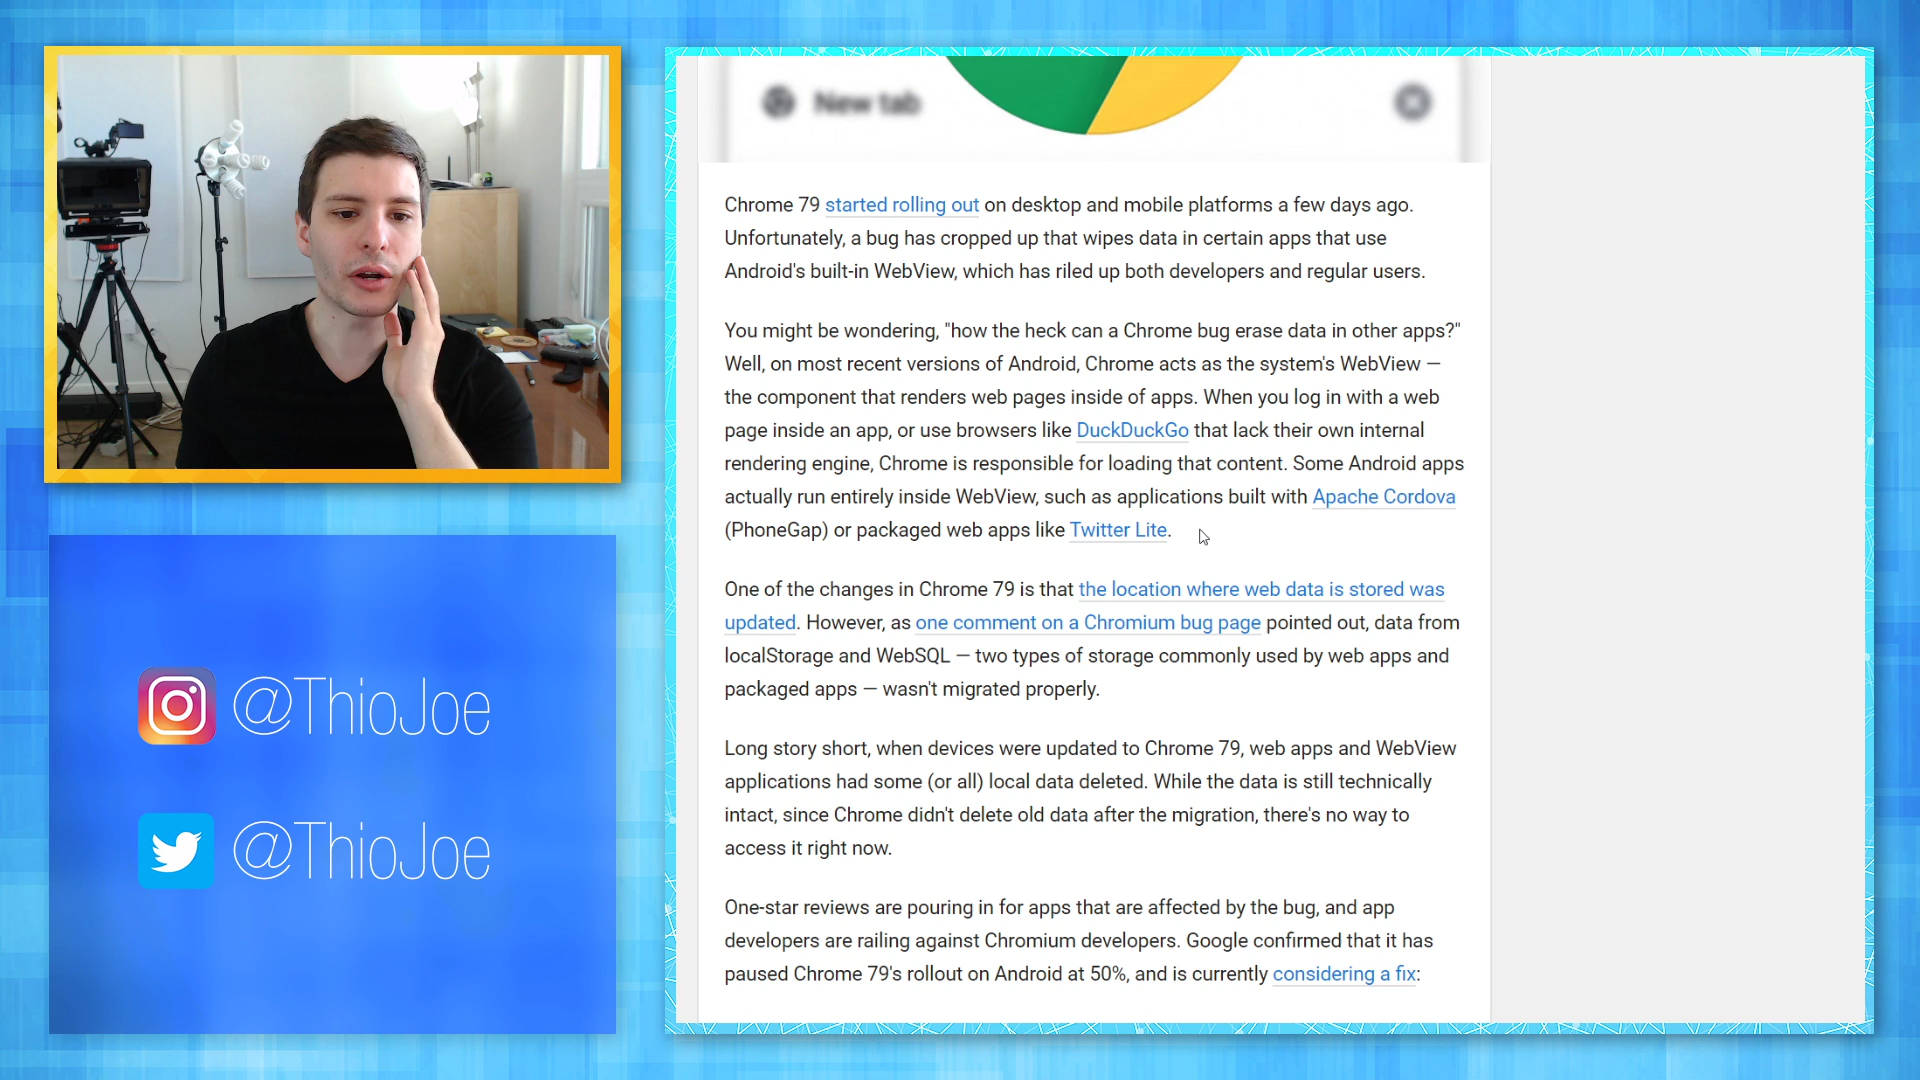 New tab
Chrome 79 started rolling out on desktop and mobile platforms a few days ago.
Unfortunately, a bug has cropped up that wipes data in certain apps that use
Android's built-in WebView, which has riled up both developers and regular users.
You might be wondering, "how the heck can a Chrome bug erase data in other apps?"
Well, on most recent versions of Android, Chrome acts as the system's WebView —
the component that renders web pages inside of apps. When you log in with a web
page inside an app, or use browsers like DuckDuckGo that lack their own internal
rendering engine, Chrome is responsible for loading that content. Some Android apps
actually run entirely inside WebView, such as applications built with Apache Cordova
(PhoneGap) or packaged web apps like Twitter Lite.
One of the changes in Chrome 79 is that the location where web data is stored was
updated. However, as one comment on a Chromium bug page pointed out, data from
localStorage and WebSQL — two types of storage commonly used by web apps and
packaged apps — wasn't migrated properly.
Long story short, when devices were updated to Chrome 79, web apps and WebView
applications had some (or all) local data deleted. While the data is still technically
intact, since Chrome didn't delete old data after the migration, there's no way to
access it right now.
One-star reviews are pouring in for apps that are affected by the bug, and app
developers are railing against Chromium developers. Google confirmed that it has
paused Chrome 79's rollout on Android at 50%, and is currently considering a fix:
@ThioJoe
@ThioJoe